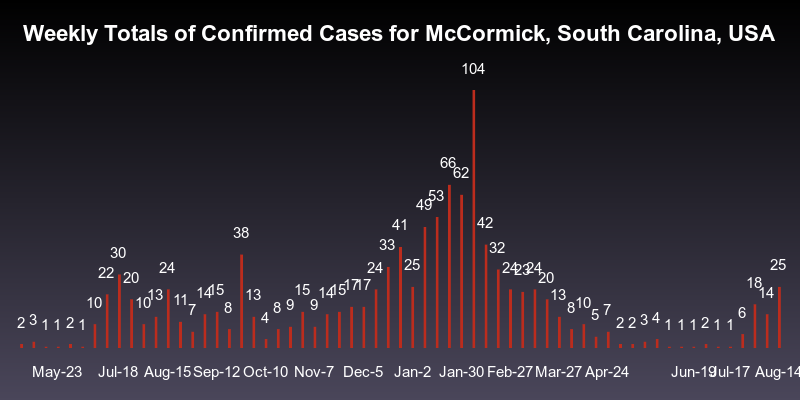 Weekly Totals of Confirmed Cases for McCormick, South Carolina, USA
2 3 1 1 2 1 10 22 30 20 10 13 24 11 7 14 15 8 38 13 4 8 9 15 9 14 15 17 17 24 33 41 25 49 53 66 62 104 42 32 24 23 24 20 13 8 10 5 7 2 2 3 4 1 1 1 2 1 1 6 18 14 25
May-23 Jul-18 Aug-15 Sep-12 Oct-10 Nov-7 Dec-5 Jan-2 Jan-30 Feb-27 Mar-27 Apr-24 Jun-19 Jul-17 Aug-14